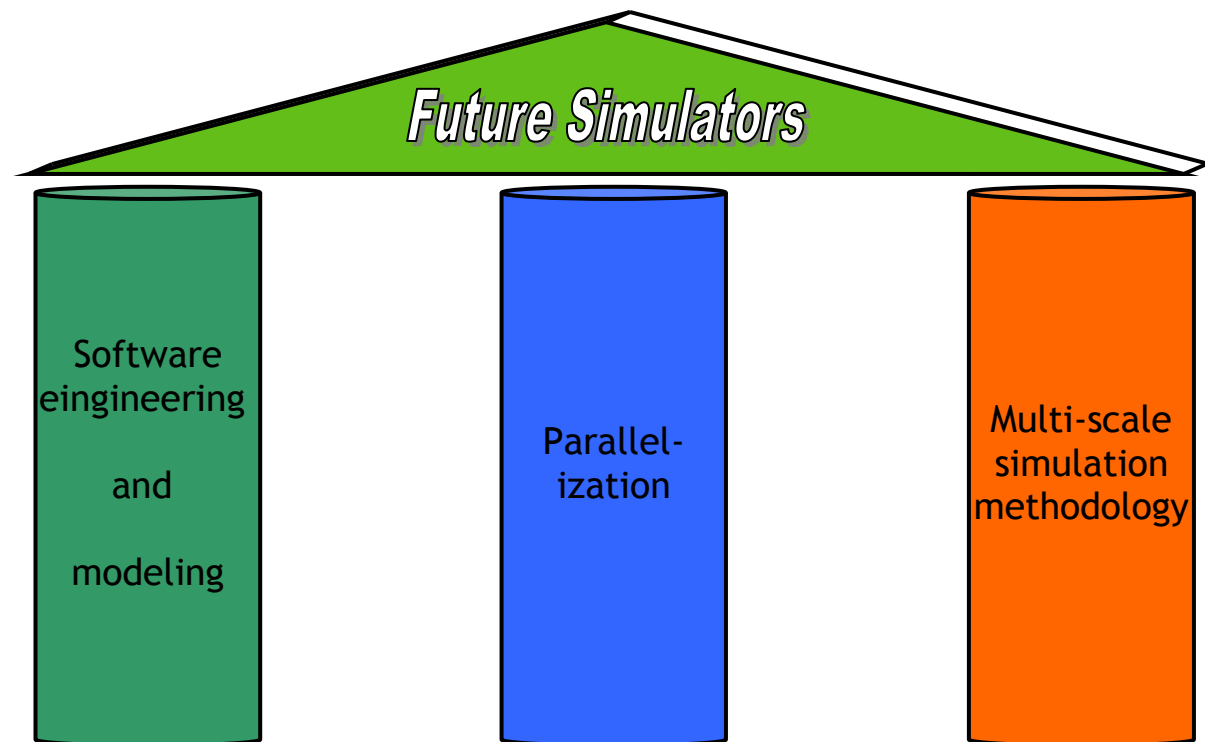 Future Simulators
Software
eingineering
and
modeling
Parallel-
ization
Multi-scale
simulation
methodology